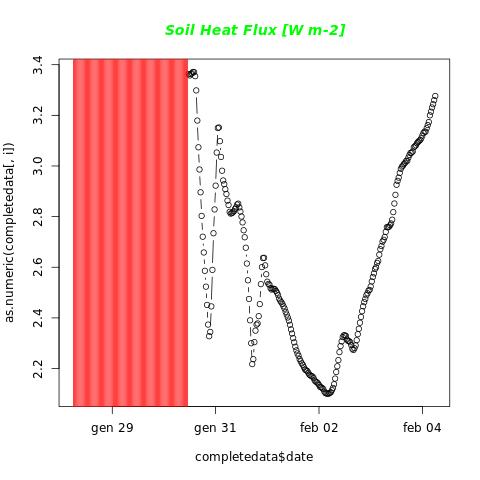 Soil Heat Flux [W m-2]
as.numeric(completedata[, i])
3.4
3.2
3.0
2.8
2.6
2.4
2.2
gen 29
gen 31
feb 02
feb 04
completedata$date